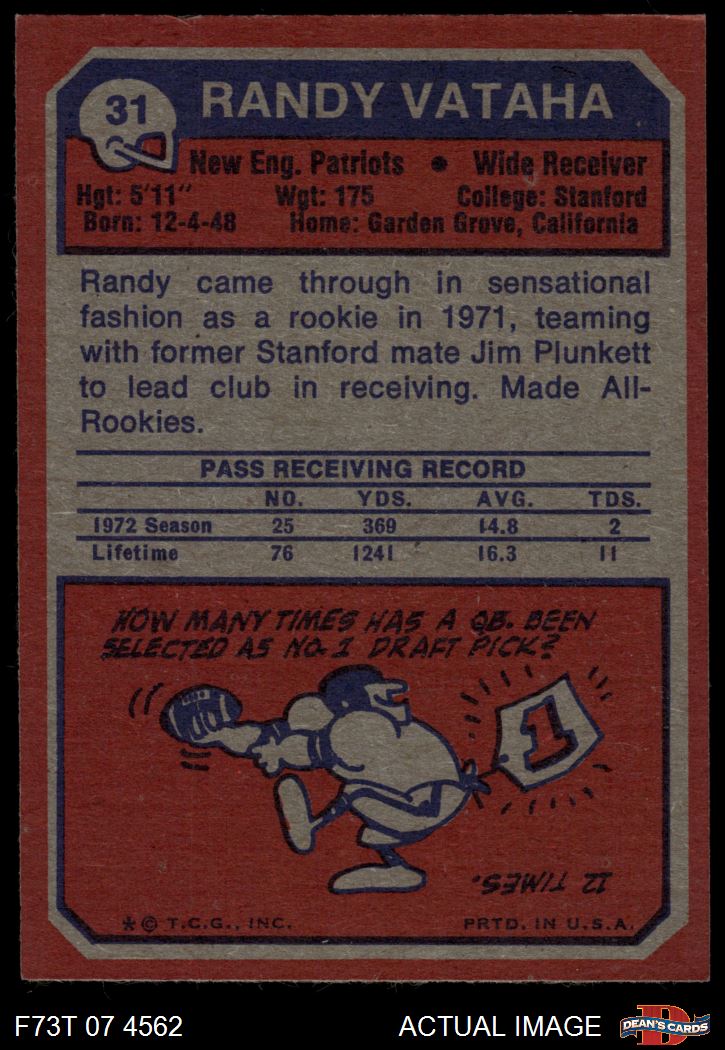 31
RANDY VATAHA
New Eng. Patriots • Wide Receiver
Hgt: 5'11" Wgt: 175 College: Stanford
Born: 12-4-48 Home: Garden Grove, California
Randy came through in sensational
fashion as a rookie in 1971, teaming
with former Stanford mate Jim Plunkett
to lead club in receiving. Made All-
Rookies.
PASS RECEIVING RECORD
NO. YDS. AVG. TDS.
1972 Season 25 369 14.8 2
Lifetime 76 1241 16.3 11
HOW MANY TIMES HAS A QB. BEEN
SELECTED AS NO. 1 DRAFT PICK?
1
12 TIMES.
* © T.C.G., INC. PRTD. IN U.S.A.
F73T 07 4562 ACTUAL IMAGE
D
DEAN'S CARDS